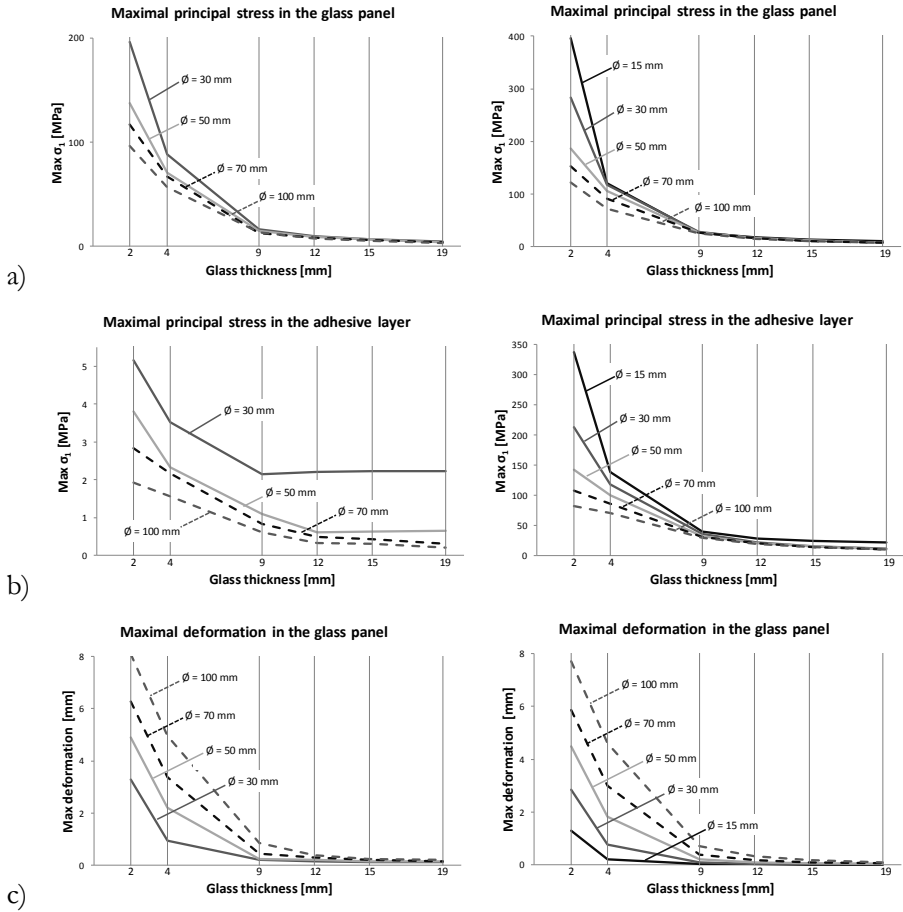 Maximal principal stress in the glass panel
200
100
0
Max σ₁ [MPa]
Ø = 30 mm
Ø = 50 mm
Ø = 70 mm
Ø = 100 mm
2 4 9 12 15 19
Glass thickness [mm]
a)
Maximal principal stress in the glass panel
400
300
200
100
0
Max σ₁ [MPa]
Ø = 15 mm
Ø = 30 mm
Ø = 50 mm
Ø = 70 mm
Ø = 100 mm
2 4 9 12 15 19
Glass thickness [mm]
Maximal principal stress in the adhesive layer
5
4
3
2
1
0
Max σ₁ [MPa]
Ø = 30 mm
Ø = 50 mm
Ø = 70 mm
Ø = 100 mm
2 4 9 12 15 19
Glass thickness [mm]
b)
Maximal principal stress in the adhesive layer
350
300
250
200
150
100
50
0
Max σ₁ [MPa]
Ø = 15 mm
Ø = 30 mm
Ø = 50 mm
Ø = 70 mm
Ø = 100 mm
2 4 9 12 15 19
Glass thickness [mm]
Maximal deformation in the glass panel
8
6
4
2
0
Max deformation [mm]
Ø = 100 mm
Ø = 70 mm
Ø = 50 mm
Ø = 30 mm
2 4 9 12 15 19
Glass thickness [mm]
c)
Maximal deformation in the glass panel
8
6
4
2
0
Max deformation [mm]
Ø = 100 mm
Ø = 70 mm
Ø = 50 mm
Ø = 30 mm
Ø = 15 mm
2 4 9 12 15 19
Glass thickness [mm]